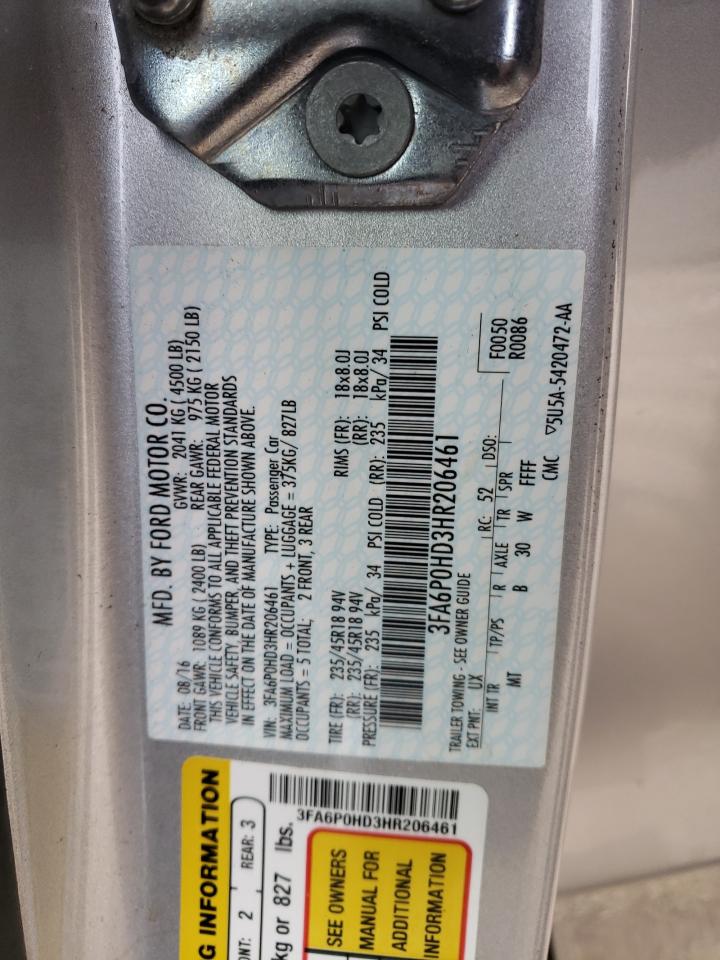 MFD. BY FORD MOTOR CO.
DATE: 08/16 GVWR: 2041 KG ( 4500 LB)
FRONT GAWR: 1089 KG ( 2400 LB) REAR GAWR: 975 KG ( 2150 LB)
THIS VEHICLE CONFORMS TO ALL APPLICABLE FEDERAL MOTOR
VEHICLE SAFETY, BUMPER, AND THEFT PREVENTION STANDARDS
IN EFFECT ON THE DATE OF MANUFACTURE SHOWN ABOVE.
VIN: 3FA6P0HD3HR206461 TYPE: Passenger Car
MAXIMUM LOAD = OCCUPANTS + LUGGAGE = 375KG/ 827LB
OCCUPANTS = 5 TOTAL; 2 FRONT, 3 REAR
TIRE (FR): 235/45R18 94V RIMS (FR): 18x8.0J
(RR): 235/45R18 94V (RR): 18x8.0J
PRESSURE (FR): 235 kPa/ 34 PSI COLD (RR): 235 kPa/ 34 PSI COLD
3FA6P0HD3HR206461
TRAILER TOWING - SEE OWNER GUIDE
F0050
R0086
EXT PNT: UX RC: 52 DSO:
INT TR TP/PS R AXLE TR SPR
MT B 30 W FFFF
CMC ▽5U5A-5420472-AA
G INFORMATION
ONT: 2 REAR: 3
kg or 827 lbs.
3FA6P0HD3HR206461
SEE OWNERS
MANUAL FOR
ADDITIONAL
INFORMATION